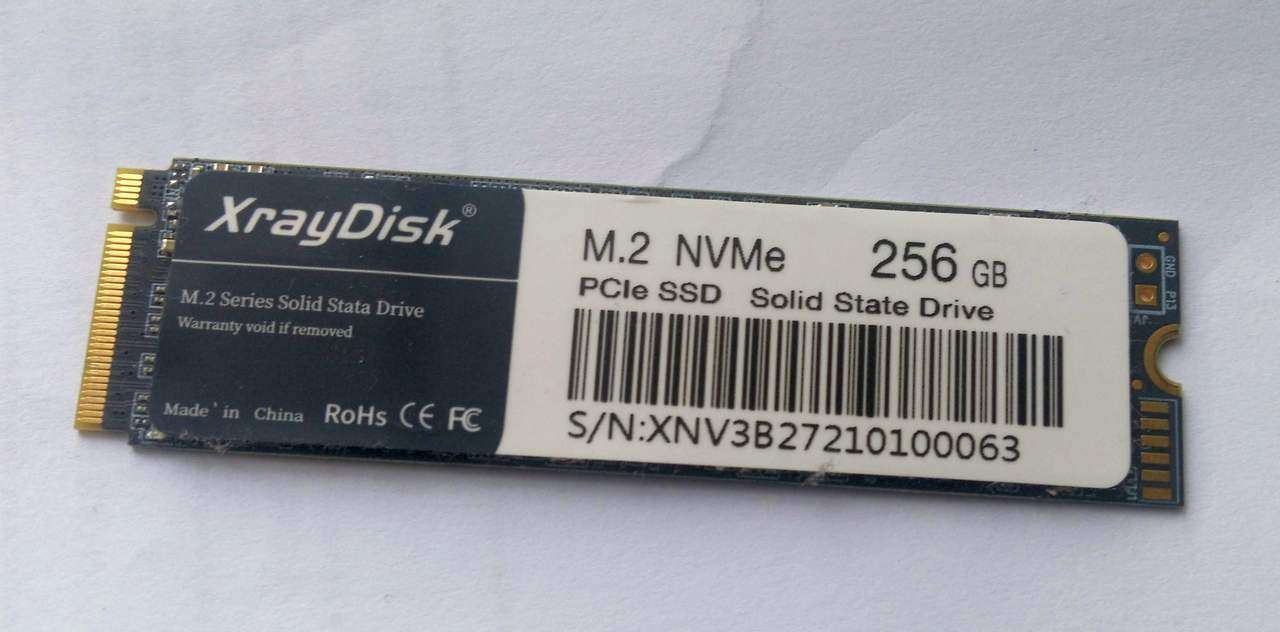 XrayDisk®
M.2 Series Solid Stata Drive
Warranty void if removed
Made in China RoHs CE FC
M.2 NVMe 256 GB
PCIe SSD Solid State Drive
S/N:XNV3B27210100063
GND P13